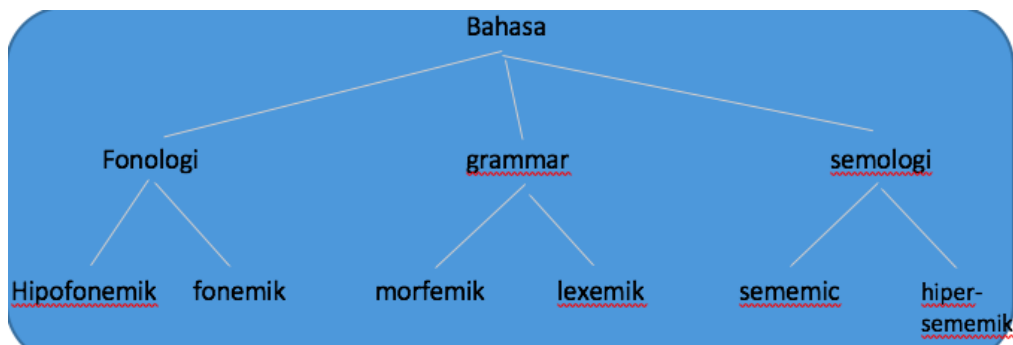 Bahasa
Fonologi grammar semologi
Hipofonemik fonemik morfemik lexemik sememic hiper-
sememik